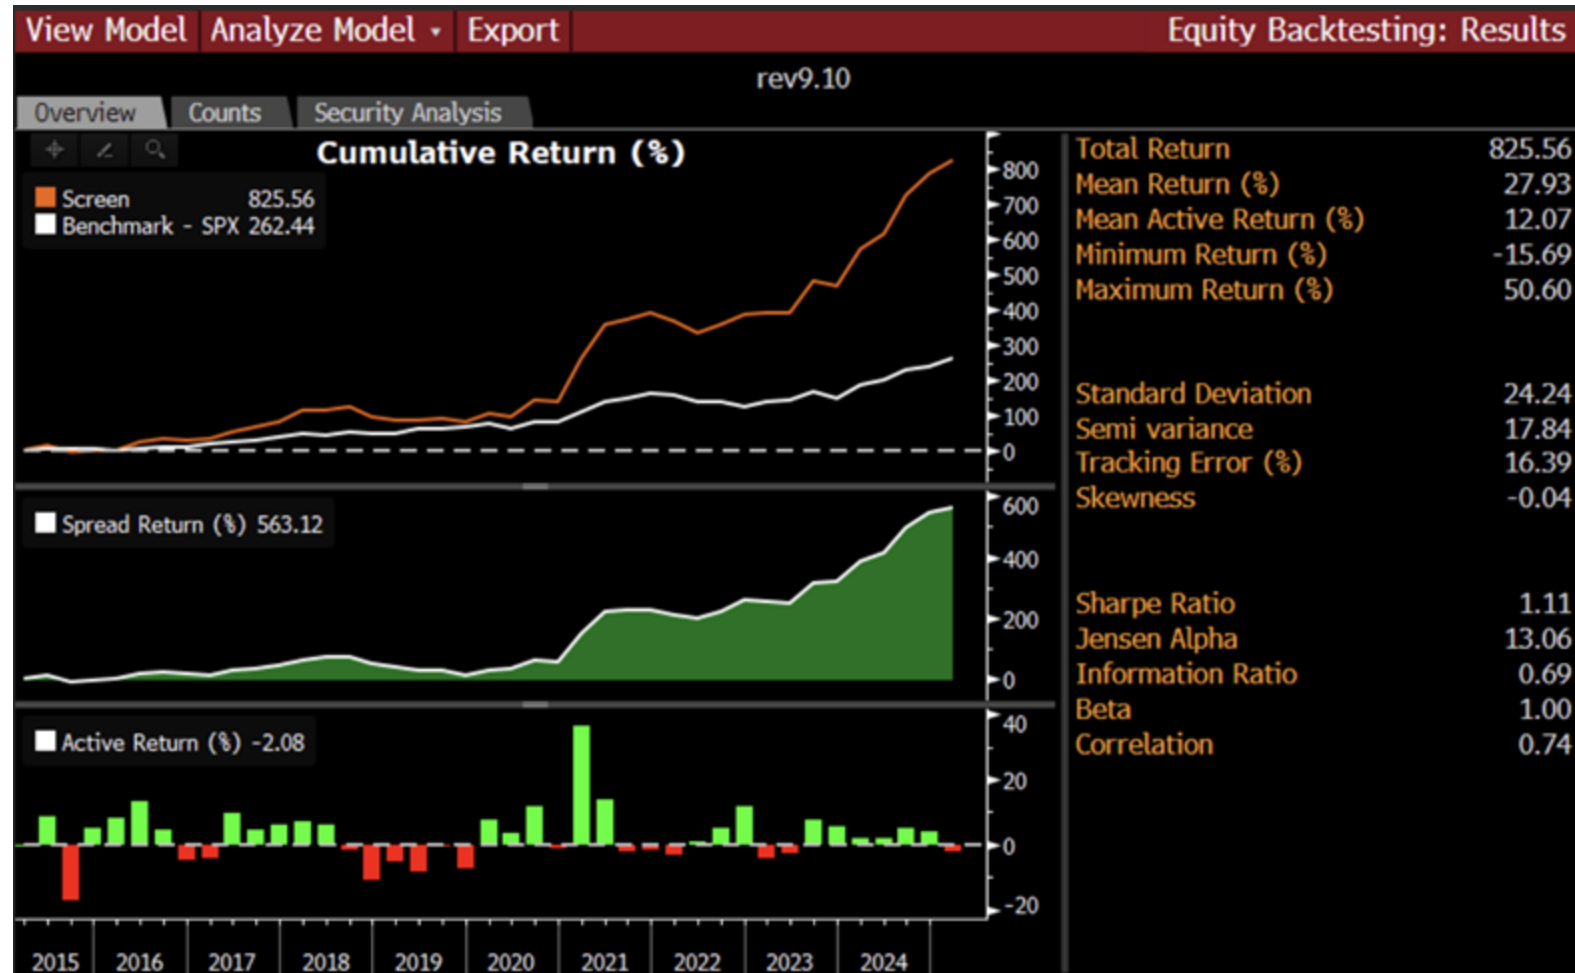 View Model Analyze Model Export Equity Backtesting: Results
rev9.10
Overview Counts Security Analysis
Cumulative Return (%)
Screen 825.56
Benchmark - SPX 262.44
800
700
600
500
400
300
200
100
0
Spread Return (%) 563.12
600
400
200
0
Active Return (%) -2.08
40
20
0
-20
2015 2016 2017 2018 2019 2020 2021 2022 2023 2024
Total Return 825.56
Mean Return (%) 27.93
Mean Active Return (%) 12.07
Minimum Return (%) -15.69
Maximum Return (%) 50.60
Standard Deviation 24.24
Semi variance 17.84
Tracking Error (%) 16.39
Skewness -0.04
Sharpe Ratio 1.11
Jensen Alpha 13.06
Information Ratio 0.69
Beta 1.00
Correlation 0.74